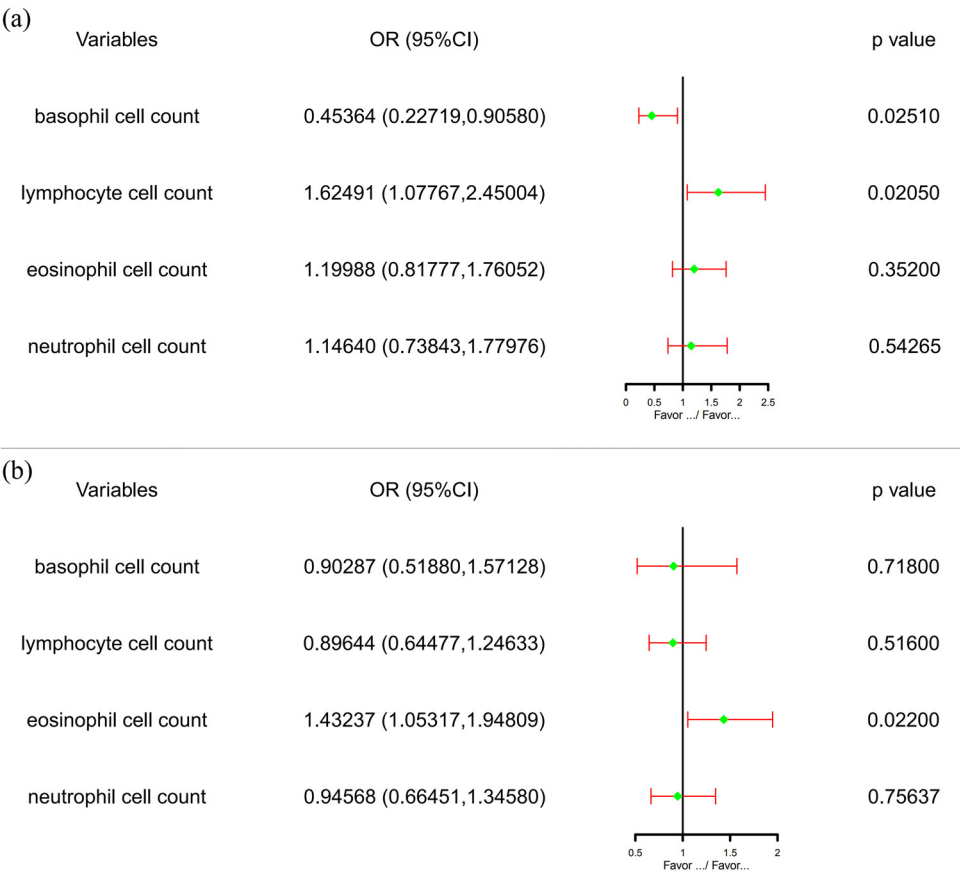 (a)
Variables OR (95%CI) p value
basophil cell count 0.45364 (0.22719,0.90580) 0.02510
lymphocyte cell count 1.62491 (1.07767,2.45004) 0.02050
eosinophil cell count 1.19988 (0.81777,1.76052) 0.35200
neutrophil cell count 1.14640 (0.73843,1.77976) 0.54265
0 0.5 1 1.5 2 2.5
Favor .../ Favor...
(b)
Variables OR (95%CI) p value
basophil cell count 0.90287 (0.51880,1.57128) 0.71800
lymphocyte cell count 0.89644 (0.64477,1.24633) 0.51600
eosinophil cell count 1.43237 (1.05317,1.94809) 0.02200
neutrophil cell count 0.94568 (0.66451,1.34580) 0.75637
0.5 1 1.5 2
Favor .../ Favor...